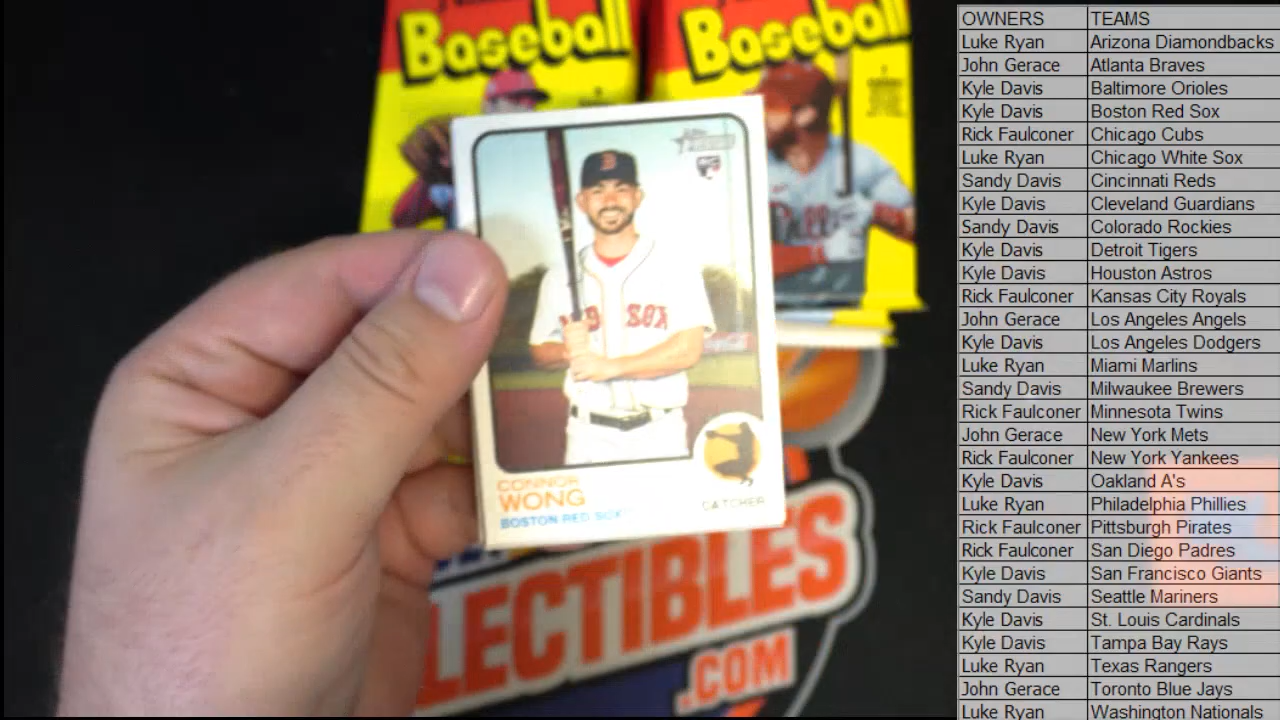 Baseball
Baseball
Heritage
RC
B
RED SOX
CONNOR
WONG
BOSTON RED SOX
CATCHER
LECTIBLES
.COM
OWNERS TEAMS
Luke Ryan Arizona Diamondbacks
John Gerace Atlanta Braves
Kyle Davis Baltimore Orioles
Kyle Davis Boston Red Sox
Rick Faulconer Chicago Cubs
Luke Ryan Chicago White Sox
Sandy Davis Cincinnati Reds
Kyle Davis Cleveland Guardians
Sandy Davis Colorado Rockies
Kyle Davis Detroit Tigers
Kyle Davis Houston Astros
Rick Faulconer Kansas City Royals
John Gerace Los Angeles Angels
Kyle Davis Los Angeles Dodgers
Luke Ryan Miami Marlins
Sandy Davis Milwaukee Brewers
Rick Faulconer Minnesota Twins
John Gerace New York Mets
Rick Faulconer New York Yankees
Kyle Davis Oakland A's
Luke Ryan Philadelphia Phillies
Rick Faulconer Pittsburgh Pirates
Rick Faulconer San Diego Padres
Kyle Davis San Francisco Giants
Sandy Davis Seattle Mariners
Kyle Davis St. Louis Cardinals
Kyle Davis Tampa Bay Rays
Luke Ryan Texas Rangers
John Gerace Toronto Blue Jays
Luke Ryan Washington Nationals